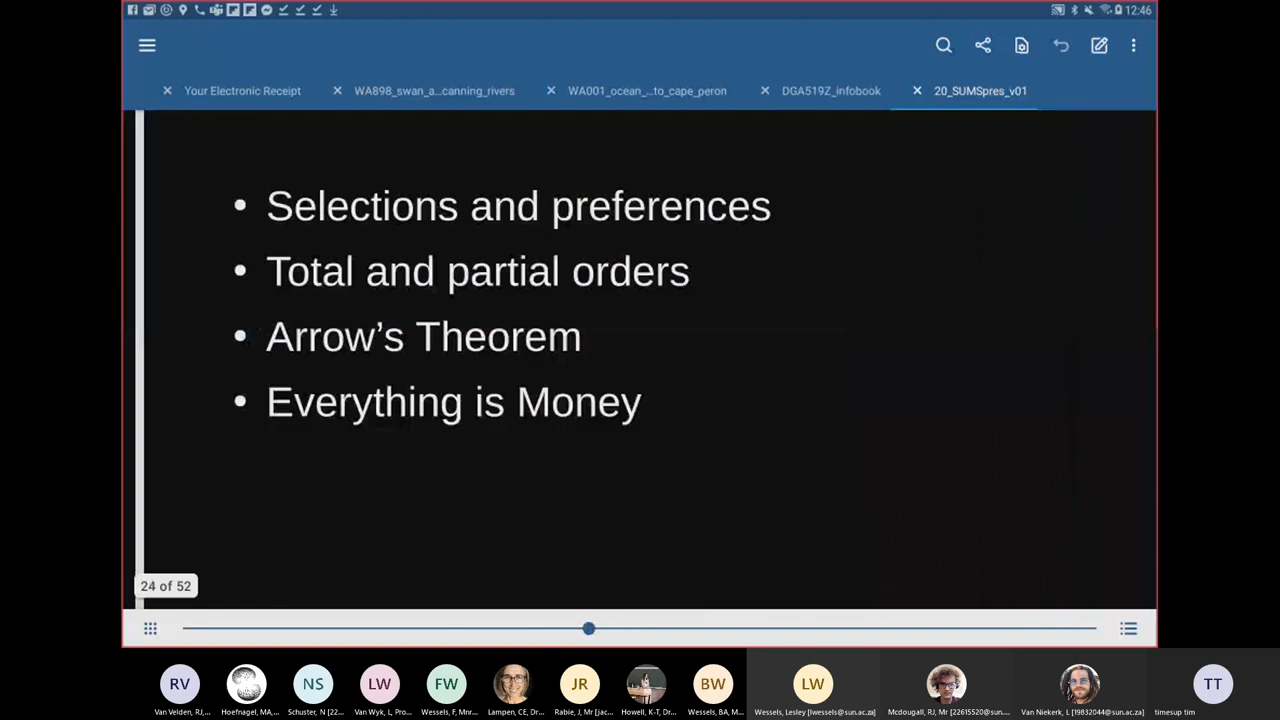 12:46
Your Electronic Receipt
WA898_swan_a...canning_rivers
WA001_ocean_...to_cape_peron
DGA519Z_infobook
20_SUMSpres_v01
• Selections and preferences
• Total and partial orders
• Arrow's Theorem
• Everything is Money
24 of 52
RV
NS
LW
FW
JR
BW
LW
TT
Van Velden, RJ,...
Hoefnagel, MA,...
Schuster, N [22...
Van Wyk, L, Pro...
Wessels, F, Mnr...
Lampen, CE, Dr...
Rabie, J, Mr [jac...
Howell, K-T, Dr...
Wessels, BA, M...
Wessels, Lesley [lwessels@sun.ac.za]
Mcdougall, RJ, Mr [22615520@sun....
Van Niekerk, L [19832044@sun.ac.za]
timesup tim